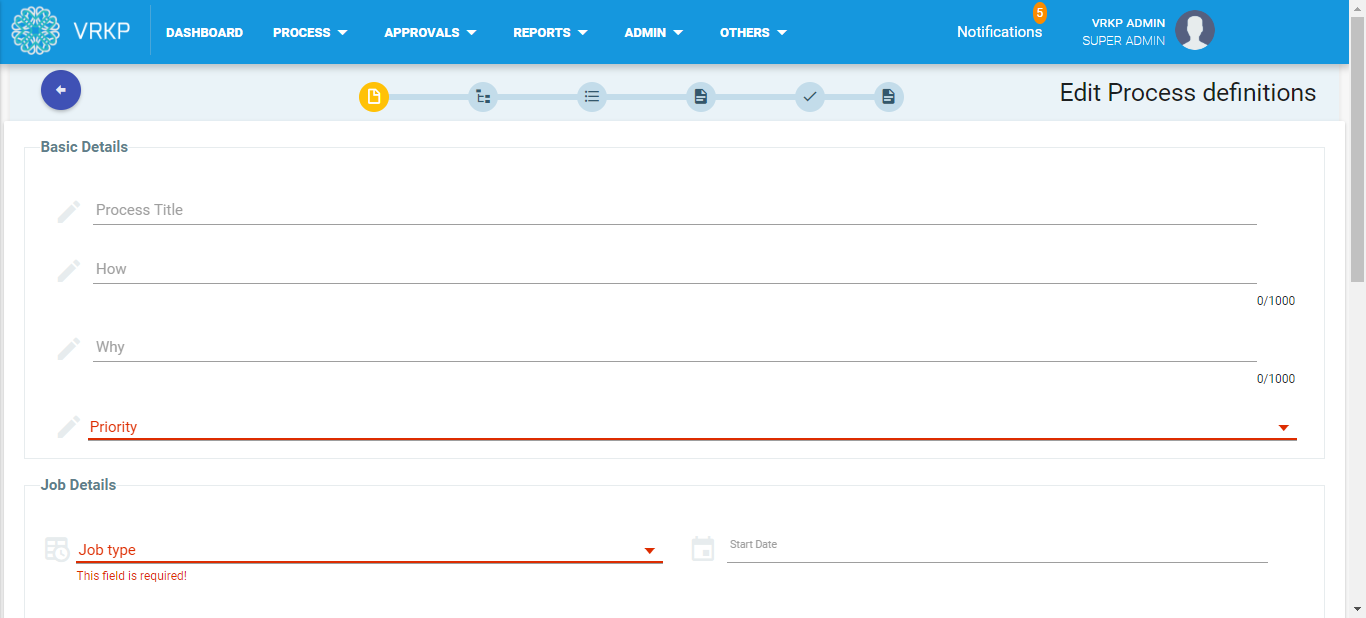 VRKP
DASHBOARD PROCESS APPROVALS REPORTS ADMIN OTHERS
Notifications 5
VRKP ADMIN
SUPER ADMIN
Edit Process definitions
Basic Details
Process Title
How
0/1000
Why
0/1000
Priority
Job Details
Job type
This field is required!
Start Date